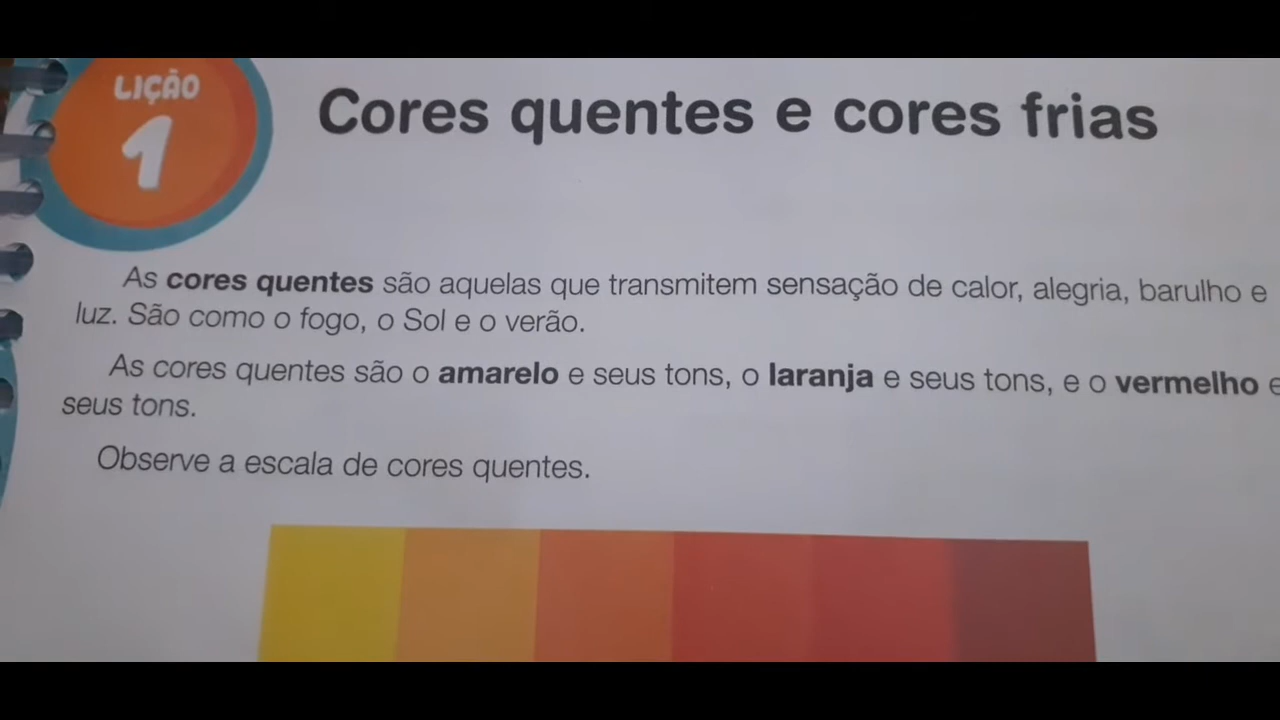 LIÇÃO
1
Cores quentes e cores frias
As cores quentes são aquelas que transmitem sensação de calor, alegria, barulho e
luz. São como o fogo, o Sol e o verão.
As cores quentes são o amarelo e seus tons, o laranja e seus tons, e o vermelho e
seus tons.
Observe a escala de cores quentes.